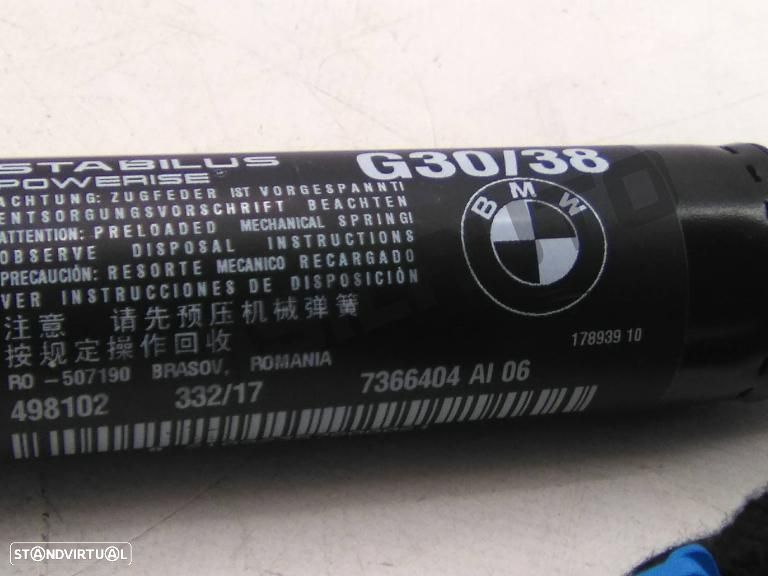 STABILUS
POWERISE
G30/38
ACHTUNG: ZUGFEDER IST VORGESPANNT!
ENTSORGUNGSVORSCHRIFT BEACHTEN
ATTENTION: PRELOADED MECHANICAL SPRING!
OBSERVE DISPOSAL INSTRUCTIONS
PRECAUCIÓN: RESORTE MECANICO RECARGADO
VER INSTRUCCIONES DE DISPOSICIÓN
注意 请先预压机械弹簧
按规定操作回收
RO -507190 BRASOV, ROMANIA
498102 332/17 7366404 AI 06
BMW
178939 10
STANDVIRTUAL